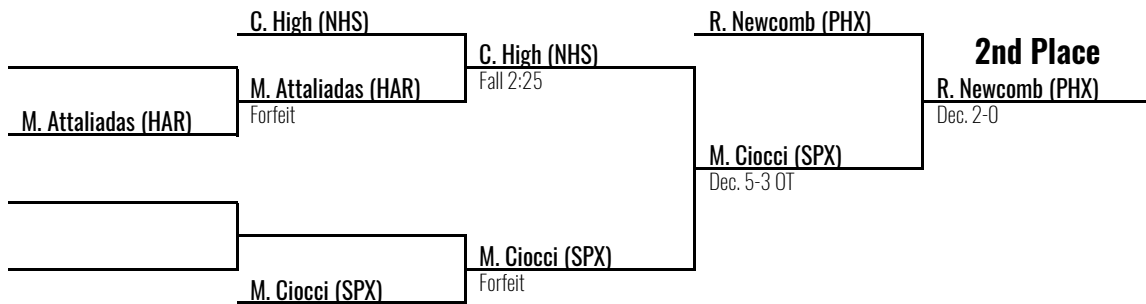 C. High (NHS)
R. Newcomb (PHX)
2nd Place
C. High (NHS)
Fall 2:25
M. Attaliadas (HAR)
Forfeit
R. Newcomb (PHX)
Dec. 2-0
M. Attaliadas (HAR)
M. Ciocci (SPX)
Dec. 5-3 OT
M. Ciocci (SPX)
Forfeit
M. Ciocci (SPX)